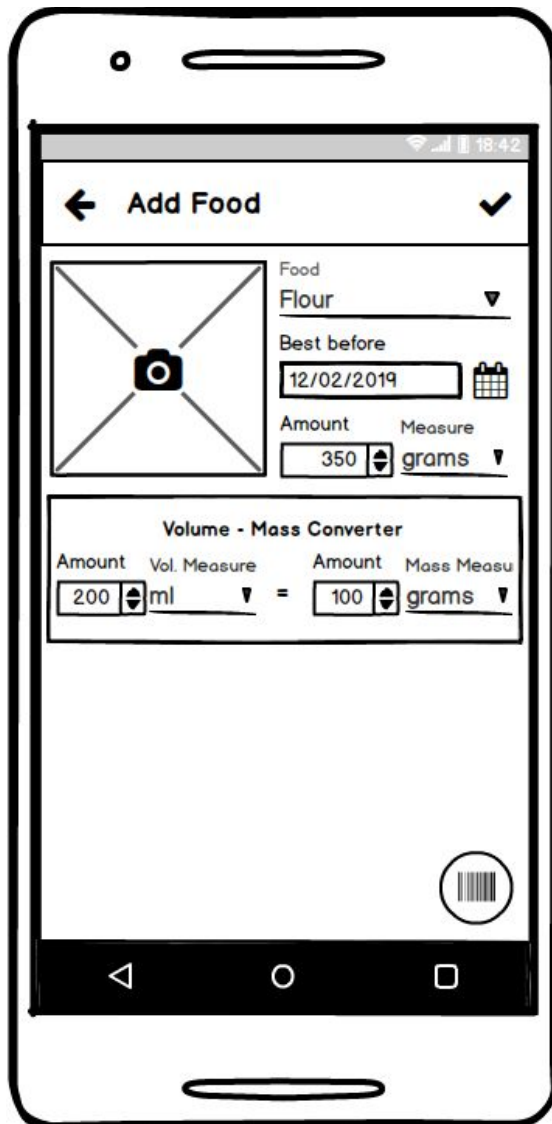 18:42
Add Food
Food
Flour
Best before
12/02/2019
Amount Measure
350 grams
Volume - Mass Converter
Amount Vol. Measure Amount Mass Measu
200 ml = 100 grams